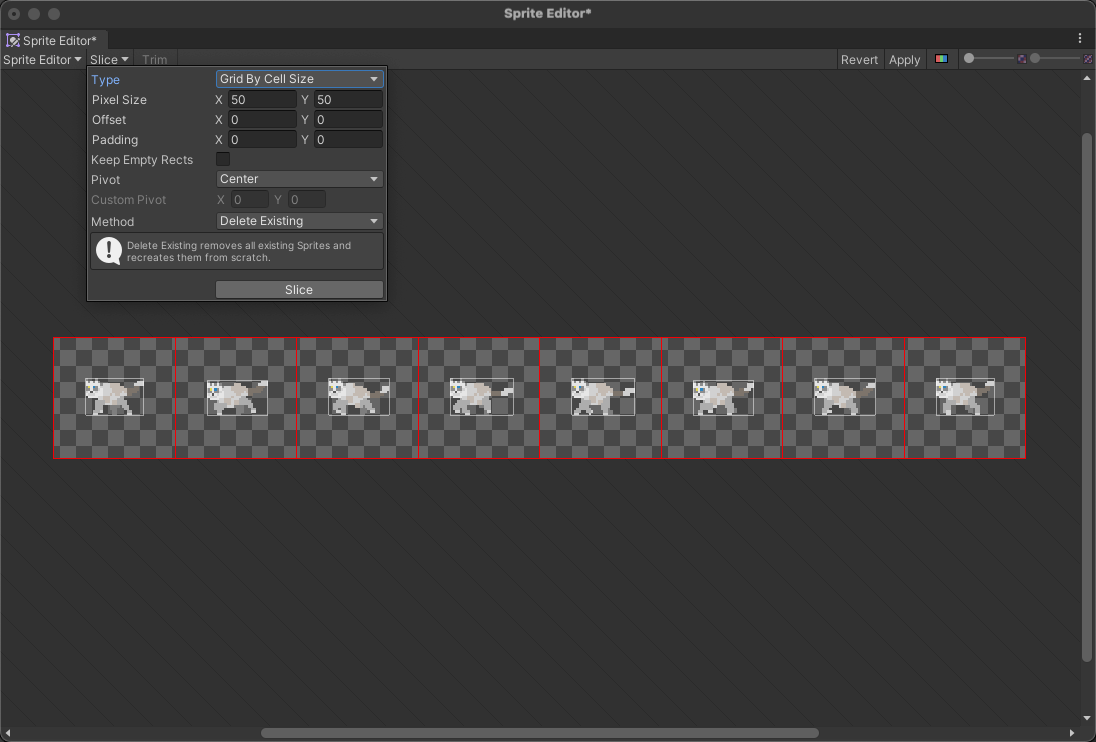 Sprite Editor*
Sprite Editor*
Sprite Editor Slice Trim Revert Apply
Type Grid By Cell Size
Pixel Size X 50 Y 50
Offset X 0 Y 0
Padding X 0 Y 0
Keep Empty Rects
Pivot Center
Custom Pivot X 0 Y 0
Method Delete Existing
Delete Existing removes all existing Sprites and
recreates them from scratch.
Slice